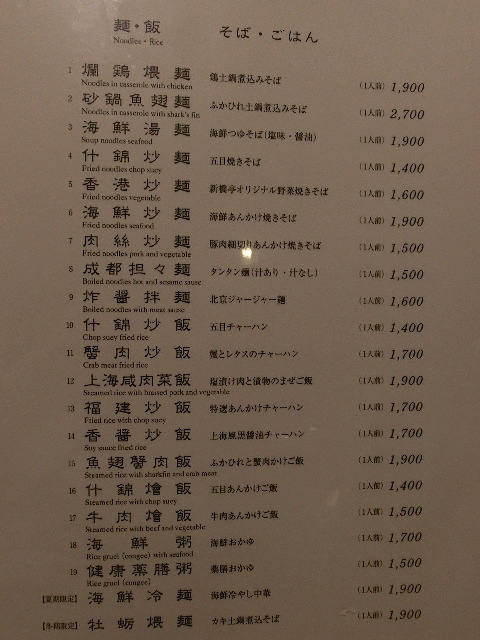 麺・飯 そば・ごはん
Noodles・Rice
1 爛鶏煨麺 鶏土鍋煮込みそば (1人前) 1,900
Noodles in casserole with chicken
2 砂鍋魚翅麺 ふかひれ土鍋煮込みそば (1人前) 2,700
Noodles in casserole with shark's fin
3 海鮮湯麺 海鮮つゆそば(塩味・醤油) (1人前) 1,900
Soup noodles seafood
4 什錦炒麺 五目焼きそば (1人前) 1,400
Fried noodles chop suey
5 香港炒麺 新橋亭オリジナル野菜焼きそば (1人前) 1,600
Fried noodles vegetable
6 海鮮炒麺 海鮮あんかけ焼きそば (1人前) 1,900
Fried noodles seafood
7 肉絲炒麺 豚肉細切りあんかけ焼きそば (1人前) 1,500
Fried noodles pork and vegetable
8 成都担々麺 タンタン麺(汁あり・汁なし) (1人前) 1,500
Boiled noodles hot and sesame sause
9 炸醤拌麺 北京ジャージャー麺 (1人前) 1,600
Boiled noodles with meat sause
10 什錦炒飯 五目チャーハン (1人前) 1,400
Chop suey fried rice
11 蟹肉炒飯 蟹とレタスのチャーハン (1人前) 1,700
Crab meat fried rice
12 上海咸肉菜飯 塩漬け肉と漬物のまぜご飯 (1人前) 1,900
Steamed rice with braised pork and vegetable
13 福建炒飯 特選あんかけチャーハン (1人前) 1,700
Fried rice with chop suey
14 香醤炒飯 上海風黒醤油チャーハン (1人前) 1,700
Soy sause fried rice
15 魚翅蟹肉飯 ふかひれと蟹肉かけご飯 (1人前) 1,900
Steamed rice with sharksfin and crab meat
16 什錦燴飯 五目あんかけご飯 (1人前) 1,400
Steamed rice with chop suey
17 牛肉燴飯 牛肉あんかけご飯 (1人前) 1,500
Steamed rice with beef and vegetable
18 海鮮粥 海鮮おかゆ (1人前) 1,700
Rice gruel (congee) with seafood
19 健康薬膳粥 薬膳おかゆ (1人前) 1,500
Rice gruel (congee)
【夏期限定】 海鮮冷麺 海鮮冷やし中華 (1人前) 1,900
【冬期限定】 牡蛎煨麺 カキ土鍋煮込そば (1人前) 1,900